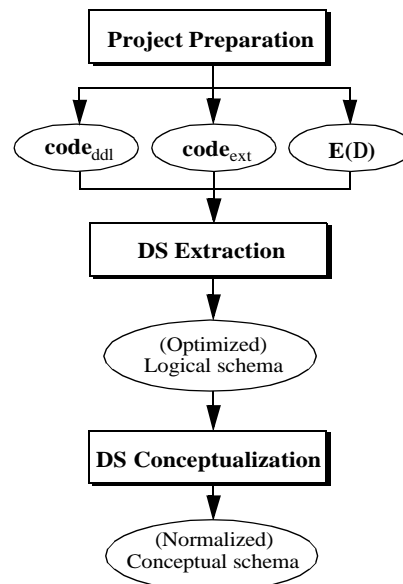 Project Preparation
code_ddl code_ext E(D)
DS Extraction
(Optimized)
Logical schema
DS Conceptualization
(Normalized)
Conceptual schema